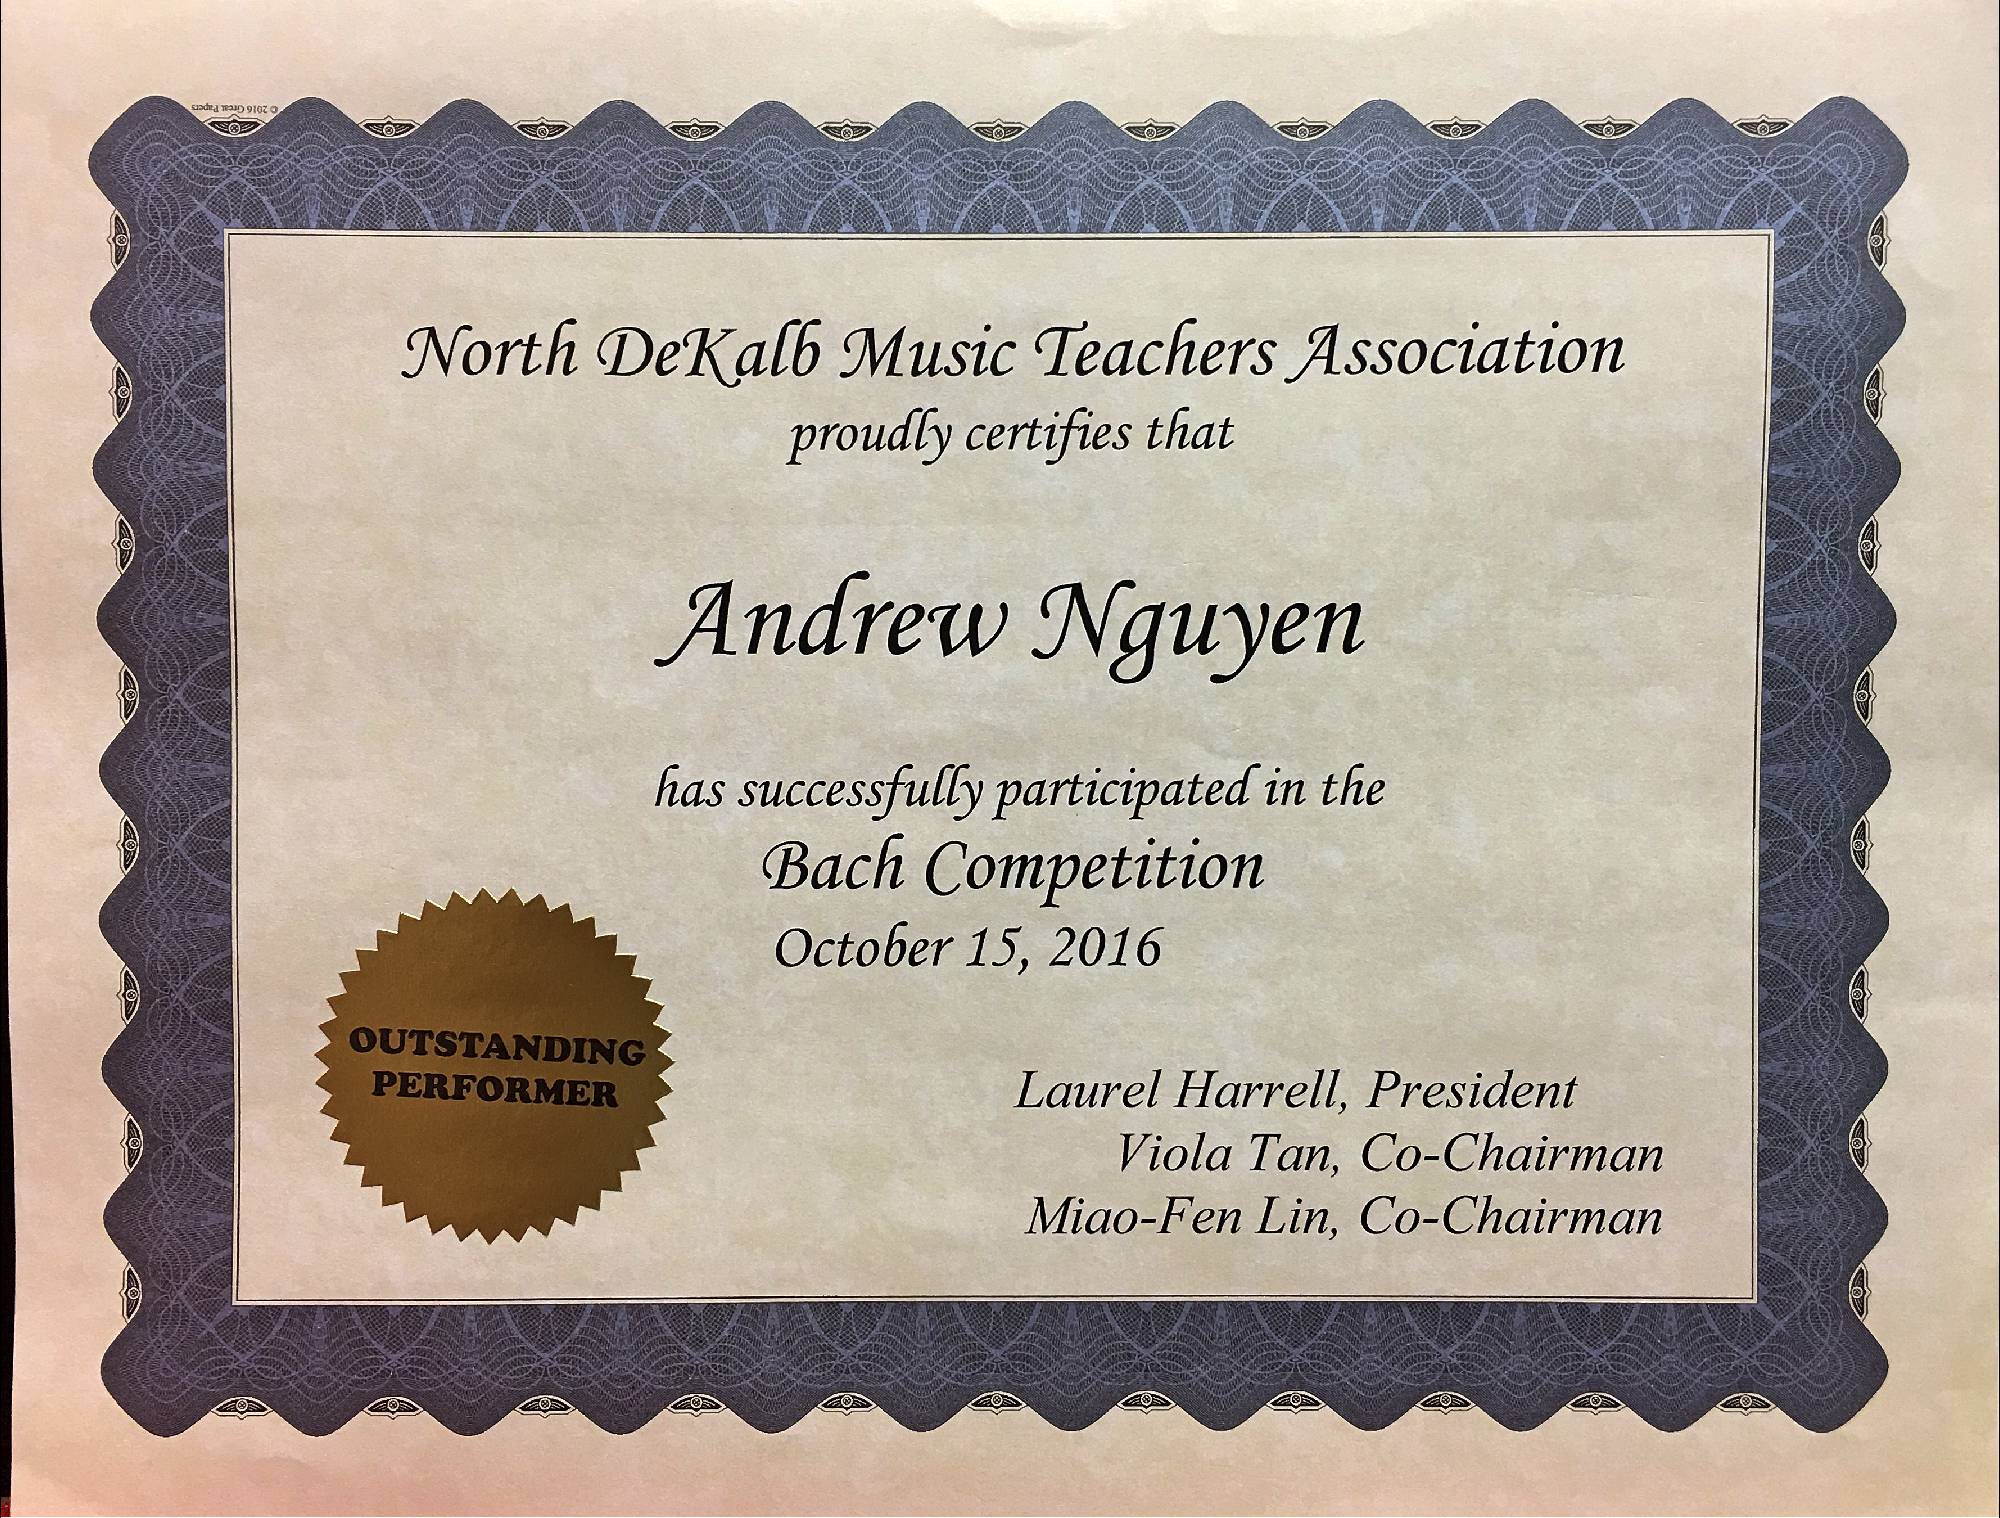 © 2016 Great Papers
North DeKalb Music Teachers Association
proudly certifies that
Andrew Nguyen
has successfully participated in the
Bach Competition
October 15, 2016
OUTSTANDING
PERFORMER
Laurel Harrell, President
Viola Tan, Co-Chairman
Miao-Fen Lin, Co-Chairman